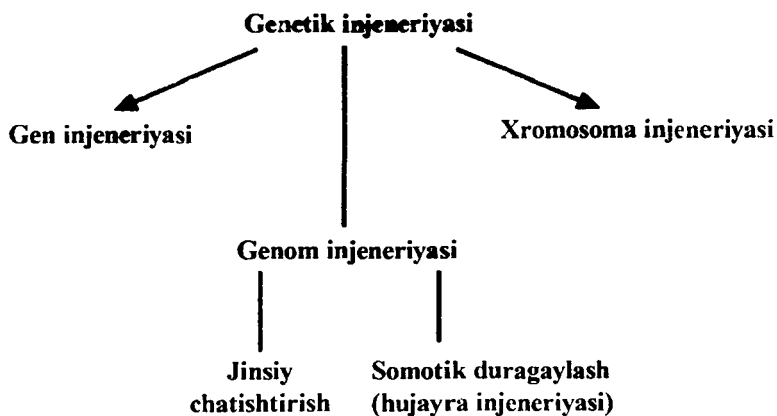 Genetik injeneriyasi
Gen injeneriyasi
Xromosoma injeneriyasi
Genom injeneriyasi
Jinsiy
chatishtirish
Somotik duragaylash
(hujayra injeneriyasi)